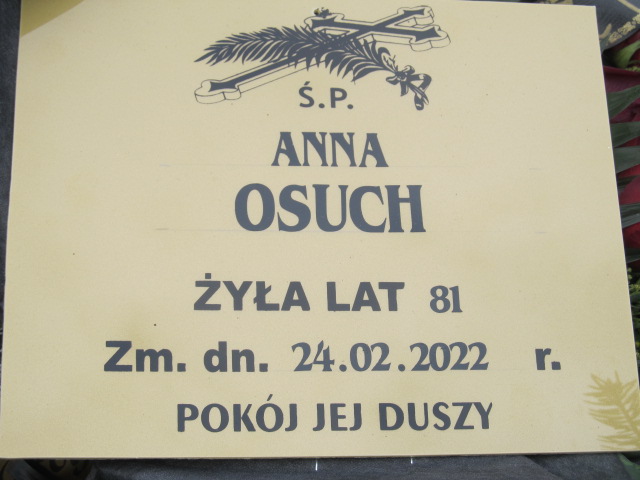 Ś.P.
ANNA
OSUCH
ŻYŁA LAT 81
Zm. dn. 24.02.2022 r.
POKÓJ JEJ DUSZY